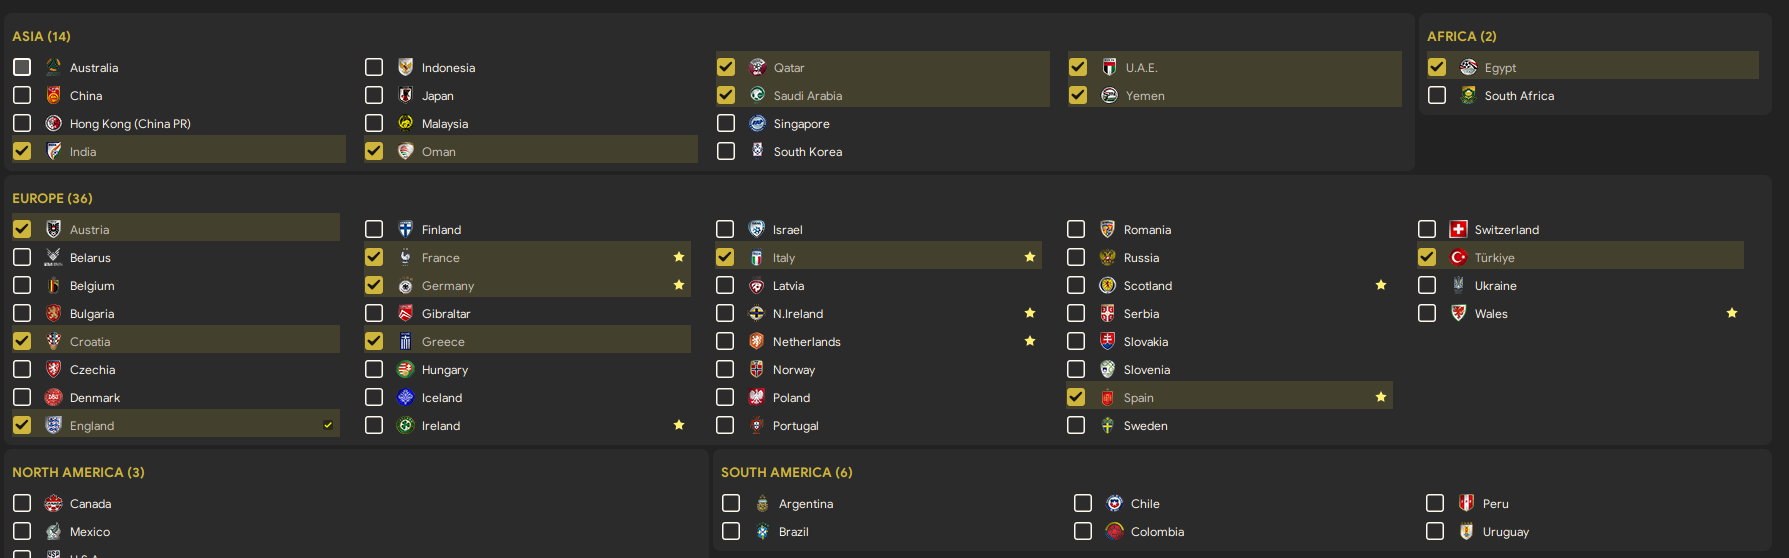 ASIA (14)
Australia
China
Hong Kong (China PR)
India
Indonesia
Japan
Malaysia
Oman
Qatar
Saudi Arabia
Singapore
South Korea
U.A.E.
Yemen
AFRICA (2)
Egypt
South Africa
EUROPE (36)
Austria
Belarus
Belgium
Bulgaria
Croatia
Czechia
Denmark
England
Finland
France
Germany
Gibraltar
Greece
Hungary
Iceland
Ireland
Israel
Italy
Latvia
N.Ireland
Netherlands
Norway
Poland
Portugal
Romania
Russia
Scotland
Serbia
Slovakia
Slovenia
Spain
Sweden
Switzerland
Türkiye
Ukraine
Wales
NORTH AMERICA (3)
Canada
Mexico
U.S.A.
SOUTH AMERICA (6)
Argentina
Brazil
Chile
Colombia
Peru
Uruguay